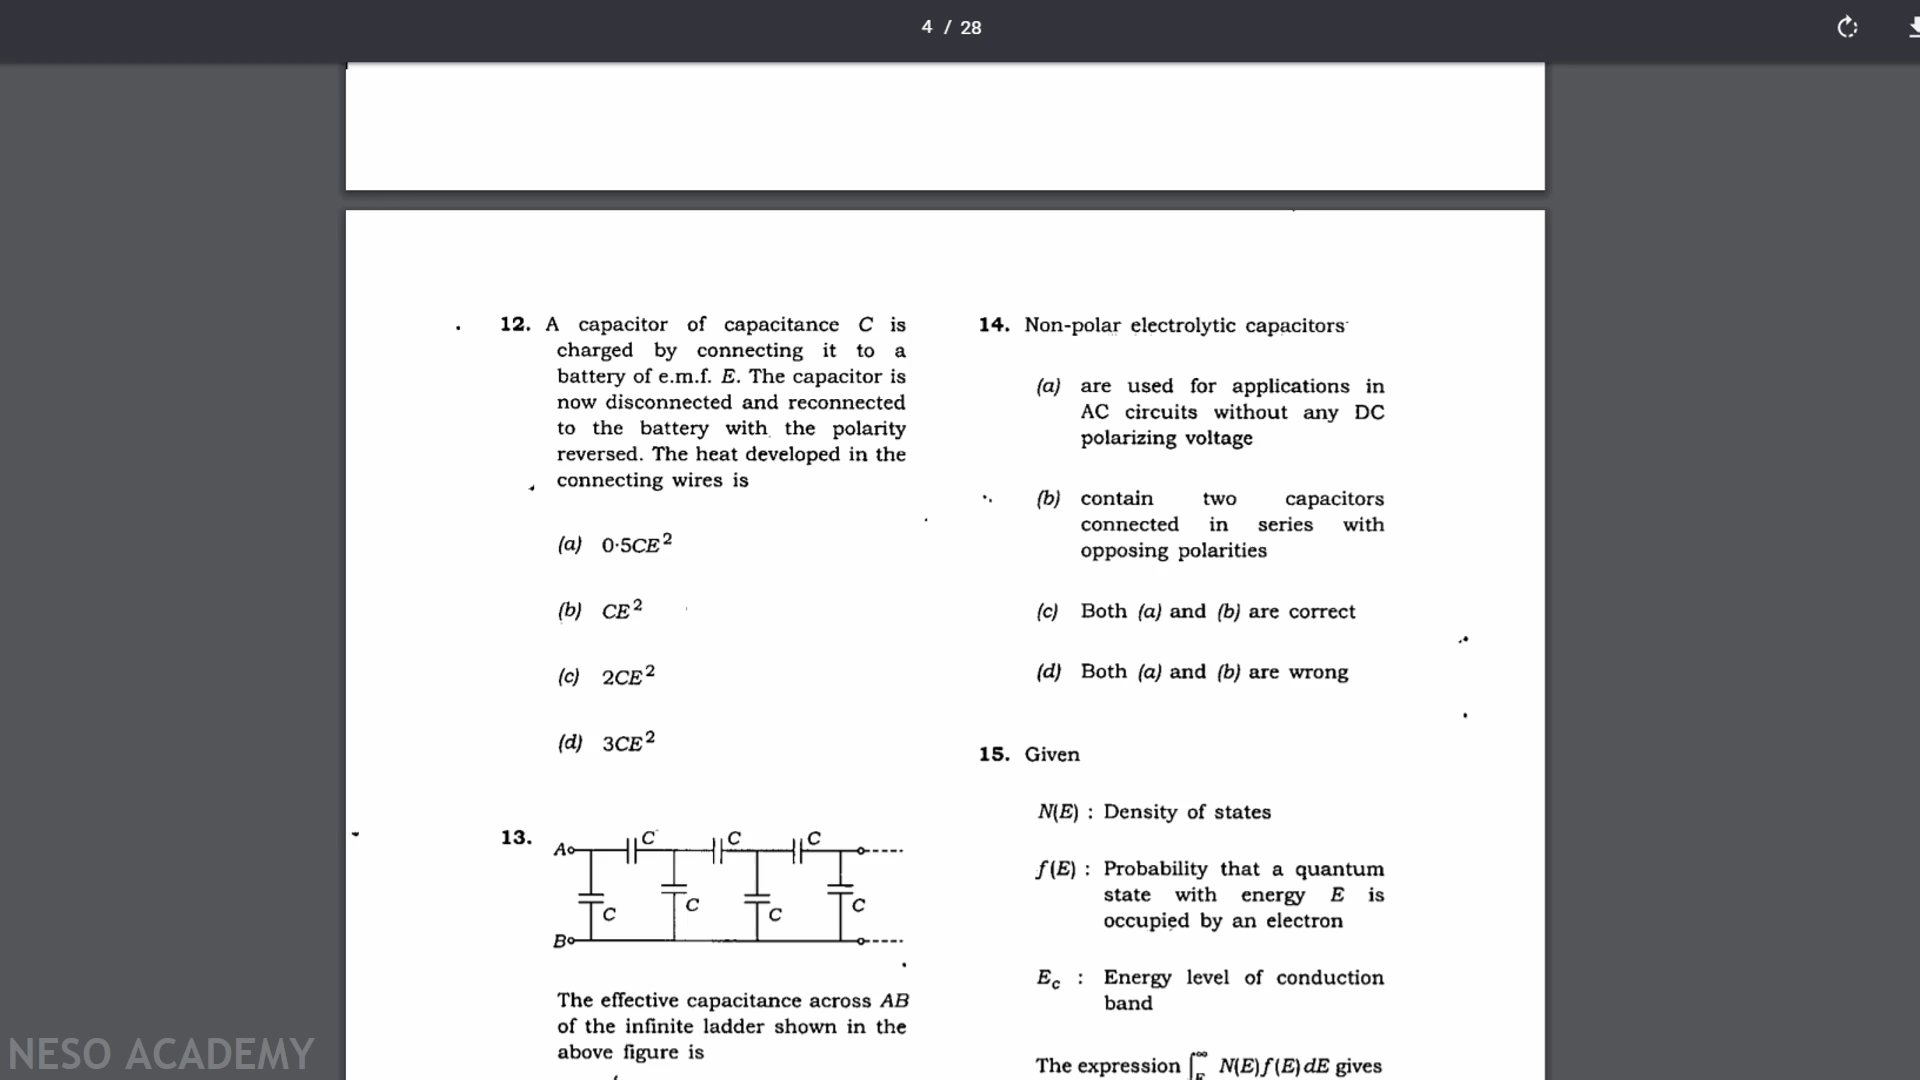 4 / 28
12. A capacitor of capacitance C is
charged by connecting it to a
battery of e.m.f. E. The capacitor is
now disconnected and reconnected
to the battery with the polarity
reversed. The heat developed in the
connecting wires is
(a) 0·5CE²
(b) CE²
(c) 2CE²
(d) 3CE²
13.
A C C C
C C C C
B
The effective capacitance across AB
of the infinite ladder shown in the
above figure is
14. Non-polar electrolytic capacitors
(a) are used for applications in
AC circuits without any DC
polarizing voltage
(b) contain two capacitors
connected in series with
opposing polarities
(c) Both (a) and (b) are correct
(d) Both (a) and (b) are wrong
15. Given
N(E) : Density of states
f(E) : Probability that a quantum
state with energy E is
occupied by an electron
E꜀ : Energy level of conduction
band
The expression ∫ ∞ N(E)f(E)dE gives
NESO ACADEMY